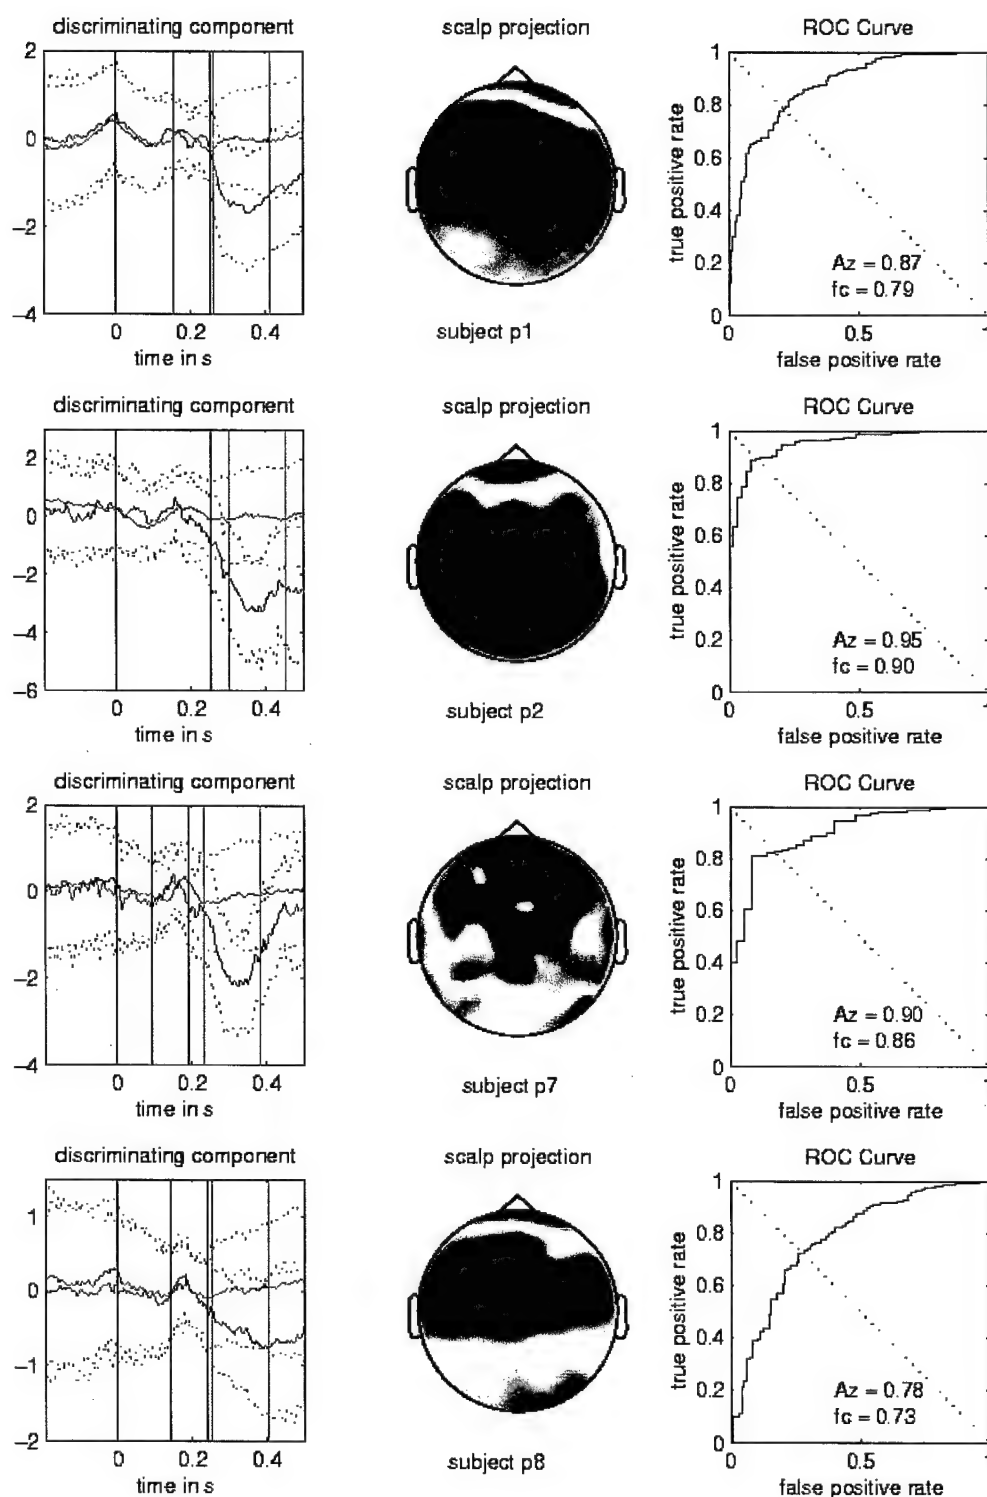 discriminating component
scalp projection
ROC Curve
2
0
−2
−4
0
0.2
0.4
time in s
subject p1
true positive rate
1
0.8
0.6
0.4
0.2
0
Az = 0.87
fc = 0.79
0
0.5
1
false positive rate
discriminating component
scalp projection
ROC Curve
2
0
−2
−4
−6
0
0.2
0.4
time in s
subject p2
true positive rate
1
0.8
0.6
0.4
0.2
0
Az = 0.95
fc = 0.90
0
0.5
1
false positive rate
discriminating component
scalp projection
ROC Curve
2
0
−2
−4
0
0.2
0.4
time in s
subject p7
true positive rate
1
0.8
0.6
0.4
0.2
0
Az = 0.90
fc = 0.86
0
0.5
1
false positive rate
discriminating component
scalp projection
ROC Curve
1
0
−1
−2
0
0.2
0.4
time in s
subject p8
true positive rate
1
0.8
0.6
0.4
0.2
0
Az = 0.78
fc = 0.73
0
0.5
1
false positive rate